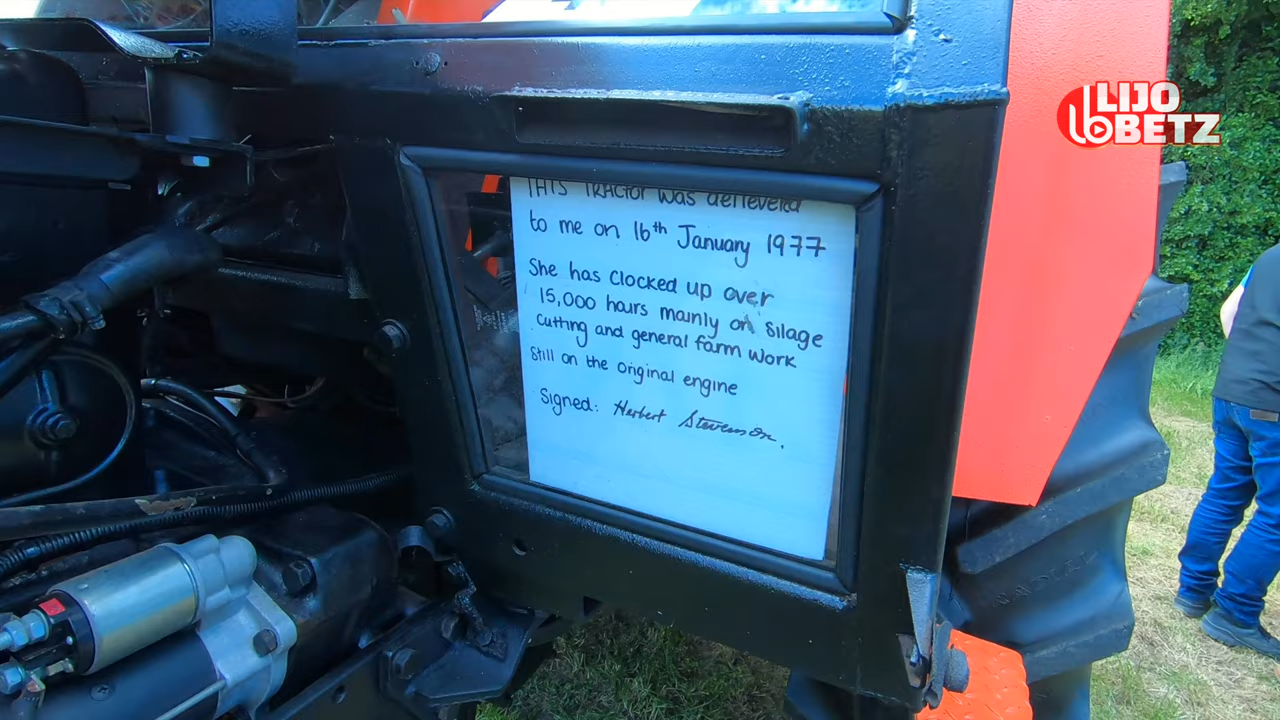 LIJO
BETZ
THIS TRACTOR was delievered
to me on 16th January 1977
She has clocked up over
15,000 hours mainly on silage
cutting and general farm work
Still on the original engine
Signed: Herbert Stevenson.